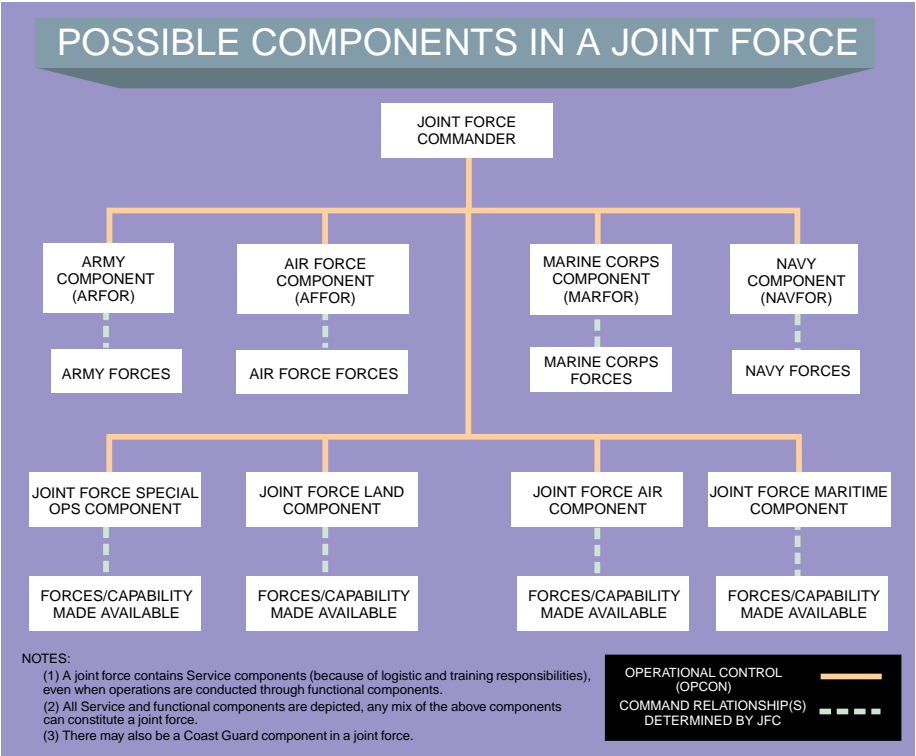 POSSIBLE COMPONENTS IN A JOINT FORCE
JOINT FORCE
COMMANDER
ARMY
COMPONENT
(ARFOR)
AIR FORCE
COMPONENT
(AFFOR)
MARINE CORPS
COMPONENT
(MARFOR)
NAVY
COMPONENT
(NAVFOR)
ARMY FORCES
AIR FORCE FORCES
MARINE CORPS
FORCES
NAVY FORCES
JOINT FORCE SPECIAL
OPS COMPONENT
JOINT FORCE LAND
COMPONENT
JOINT FORCE AIR
COMPONENT
JOINT FORCE MARITIME
COMPONENT
FORCES/CAPABILITY
MADE AVAILABLE
FORCES/CAPABILITY
MADE AVAILABLE
FORCES/CAPABILITY
MADE AVAILABLE
FORCES/CAPABILITY
MADE AVAILABLE
NOTES:
(1) A joint force contains Service components (because of logistic and training responsibilities),
even when operations are conducted through functional components.
(2) All Service and functional components are depicted, any mix of the above components
can constitute a joint force.
(3) There may also be a Coast Guard component in a joint force.
OPERATIONAL CONTROL
(OPCON)
COMMAND RELATIONSHIP(S)
DETERMINED BY JFC